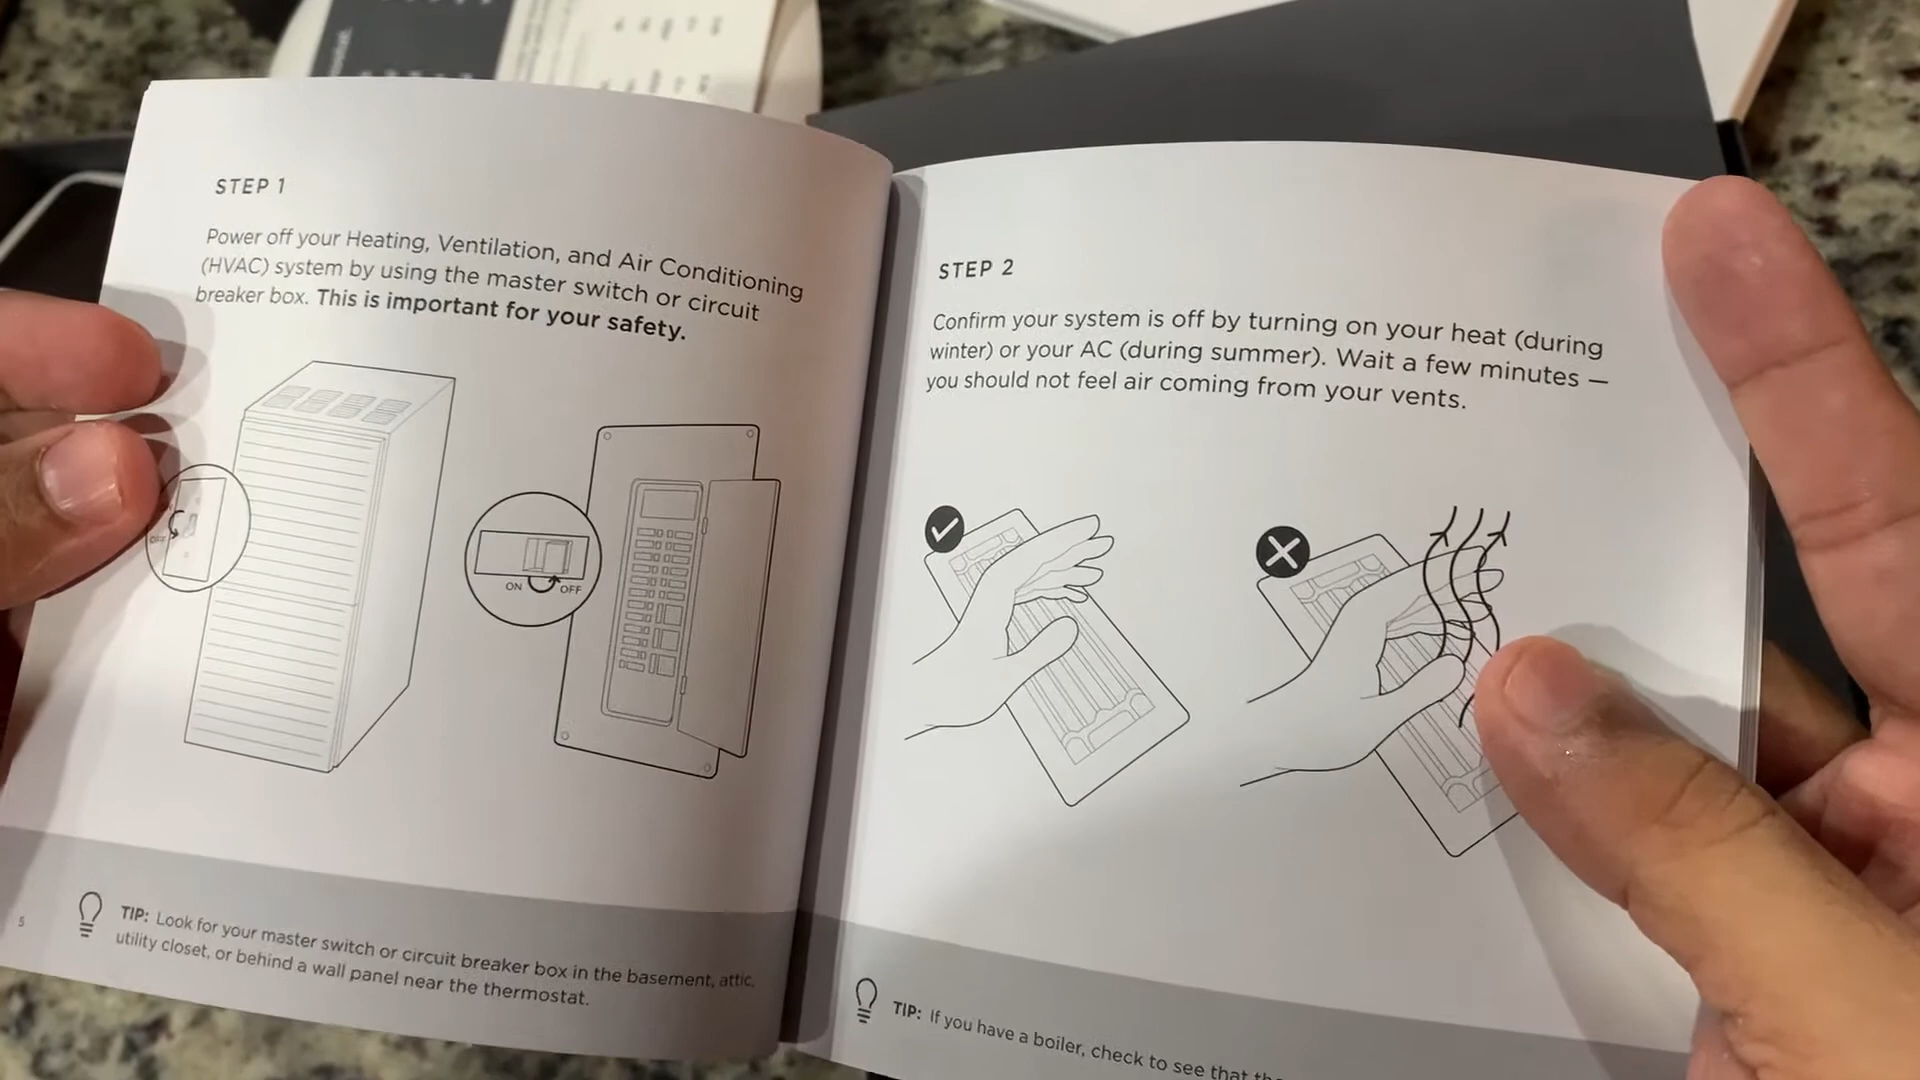 STEP 1
Power off your Heating, Ventilation, and Air Conditioning
(HVAC) system by using the master switch or circuit
breaker box. This is important for your safety.
OFF
ON
OFF
TIP: Look for your master switch or circuit breaker box in the basement, attic,
utility closet, or behind a wall panel near the thermostat.
5
STEP 2
Confirm your system is off by turning on your heat (during
winter) or your AC (during summer). Wait a few minutes —
you should not feel air coming from your vents.
TIP: If you have a boiler, check to see that